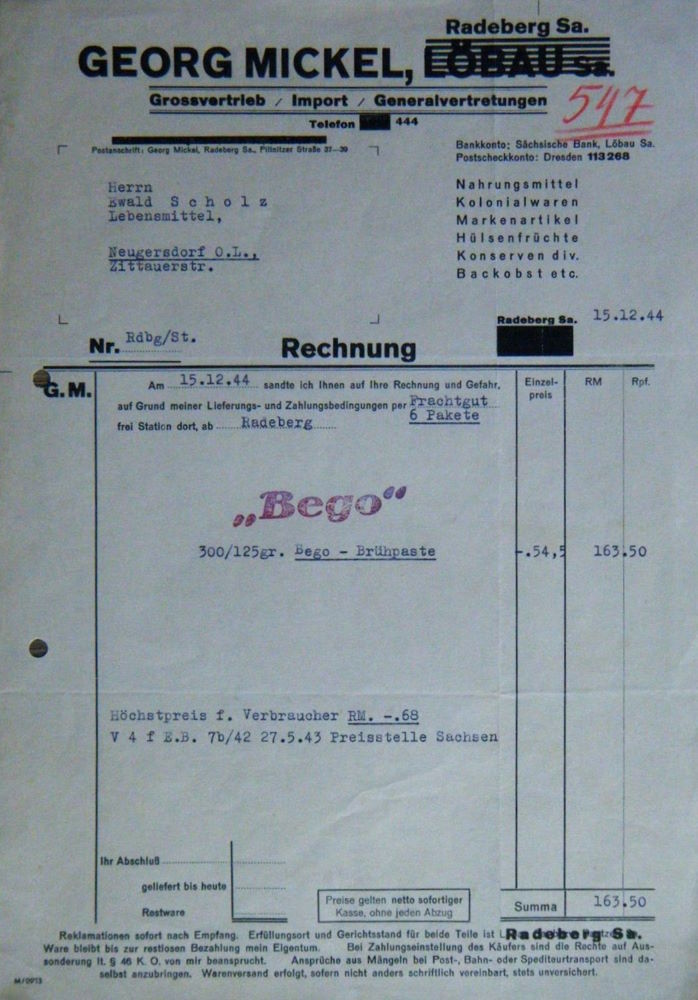 Radeberg Sa.
GEORG MICKEL, LÖBAU Sa.
Grossvertrieb / Import / Generalvertretungen
547
Telefon 444
Postanschrift: Georg Mickel, Radeberg Sa., Pillnitzer Straße 37—39
Bankkonto: Sächsische Bank, Löbau Sa.
Postscheckkonto: Dresden 113268
Herrn
Ewald Scholz
Lebensmittel,
Neugersdorf O.L.,
Zittauerstr.
Nahrungsmittel
Kolonialwaren
Markenartikel
Hülsenfrüchte
Konserven div.
Backobst etc.
Radeberg Sa. 15.12.44
Nr. Rdbg/St.
Rechnung
G.M.
Am 15.12.44 sandte ich Ihnen auf Ihre Rechnung und Gefahr,
auf Grund meiner Lieferungs- und Zahlungsbedingungen per Frachtgut
6 Pakete
frei Station dort, ab Radeberg
Einzel-
preis
RM
Rpf.
„Bego“
300/125gr. Bego - Brühpaste -.54,5 163.50
Höchstpreis f. Verbraucher RM. -.68
V 4 f E.B. 7b/42 27.5.43 Preisstelle Sachsen
Ihr Abschluß
geliefert bis heute
Restware
Preise gelten netto sofortiger
Kasse, ohne jeden Abzug
Summa 163.50
Reklamationen sofort nach Empfang. Erfüllungsort und Gerichtsstand für beide Teile ist Radeberg Sa.
Ware bleibt bis zur restlosen Bezahlung mein Eigentum. Bei Zahlungseinstellung des Käufers sind die Rechte auf Aus-
sonderung lt. § 46 K. O. von mir beansprucht. Ansprüche aus Mängeln bei Post-, Bahn- oder Spediteurtransport sind da-
selbst anzubringen. Warenversand erfolgt, sofern nicht anders schriftlich vereinbart, stets unversichert.
M/0913